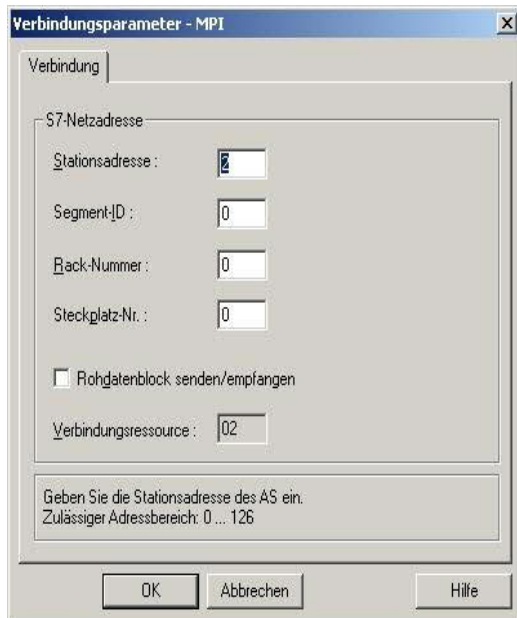 Verbindungsparameter - MPI
Verbindung
S7-Netzadresse
Stationsadresse : 2
Segment-ID : 0
Rack-Nummer : 0
Steckplatz-Nr. : 0
Rohdatenblock senden/empfangen
Verbindungsressource : 02
Geben Sie die Stationsadresse des AS ein.
Zulässiger Adressbereich: 0 ... 126
OK Abbrechen Hilfe